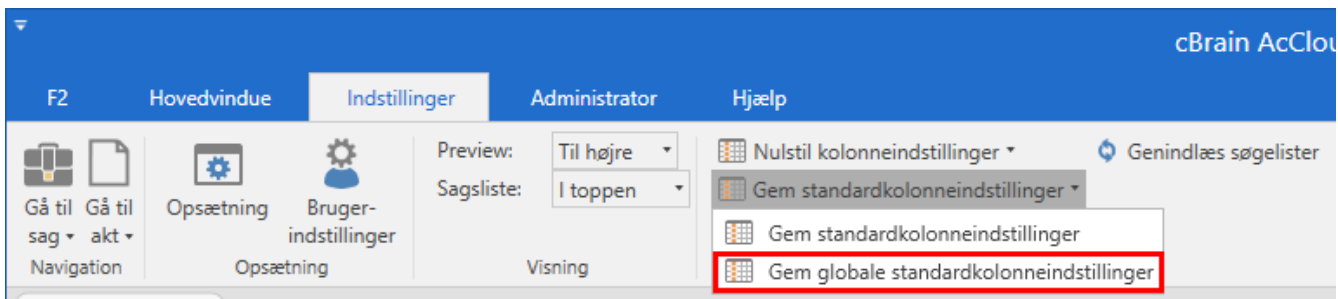 cBrain AcClou
F2 Hovedvindue Indstillinger Administrator Hjælp
Gå til sag
Gå til akt
Navigation
Opsætning
Bruger-
indstillinger
Opsætning
Preview: Til højre
Sagsliste: I toppen
Visning
Nulstil kolonneindstillinger
Gem standardkolonneindstillinger
Gem standardkolonneindstillinger
Gem globale standardkolonneindstillinger
Genindlæs søgelister